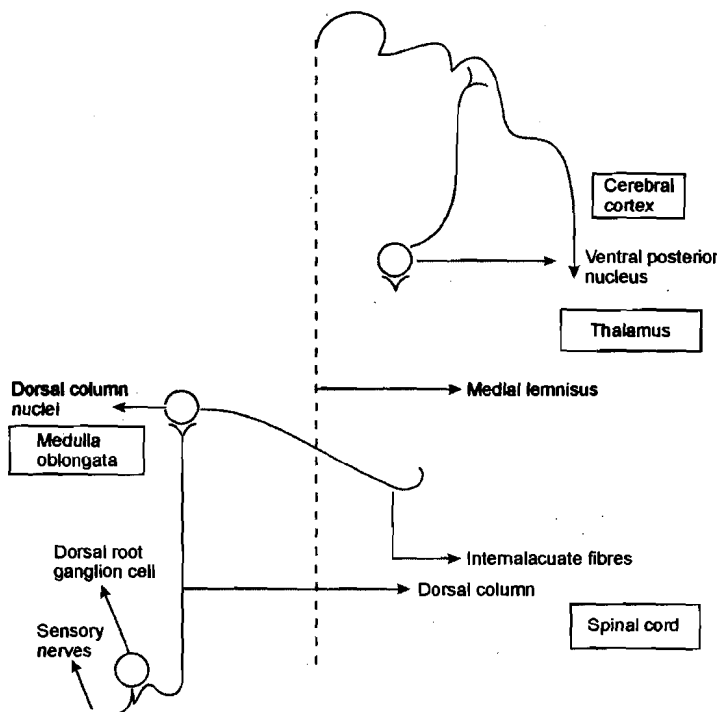 Cerebral
cortex
Ventral posterior
nucleus
Thalamus
Medial lemnisus
Dorsal column
nuclei
Medulla
oblongata
Dorsal root
ganglion cell
Internalacuate fibres
Dorsal column
Sensory
nerves
Spinal cord